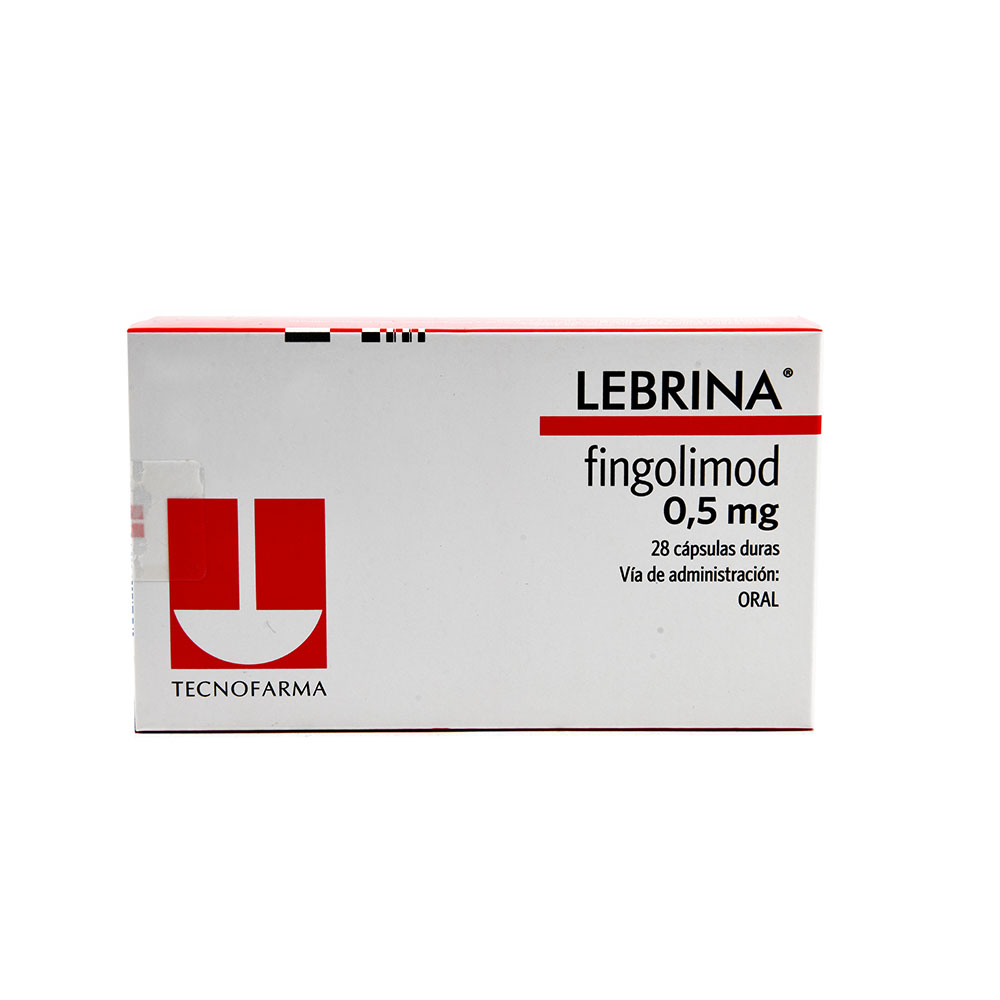 LEBRINA®
fingolimod
0,5 mg
28 cápsulas duras
Vía de administración:
ORAL
TECNOFARMA